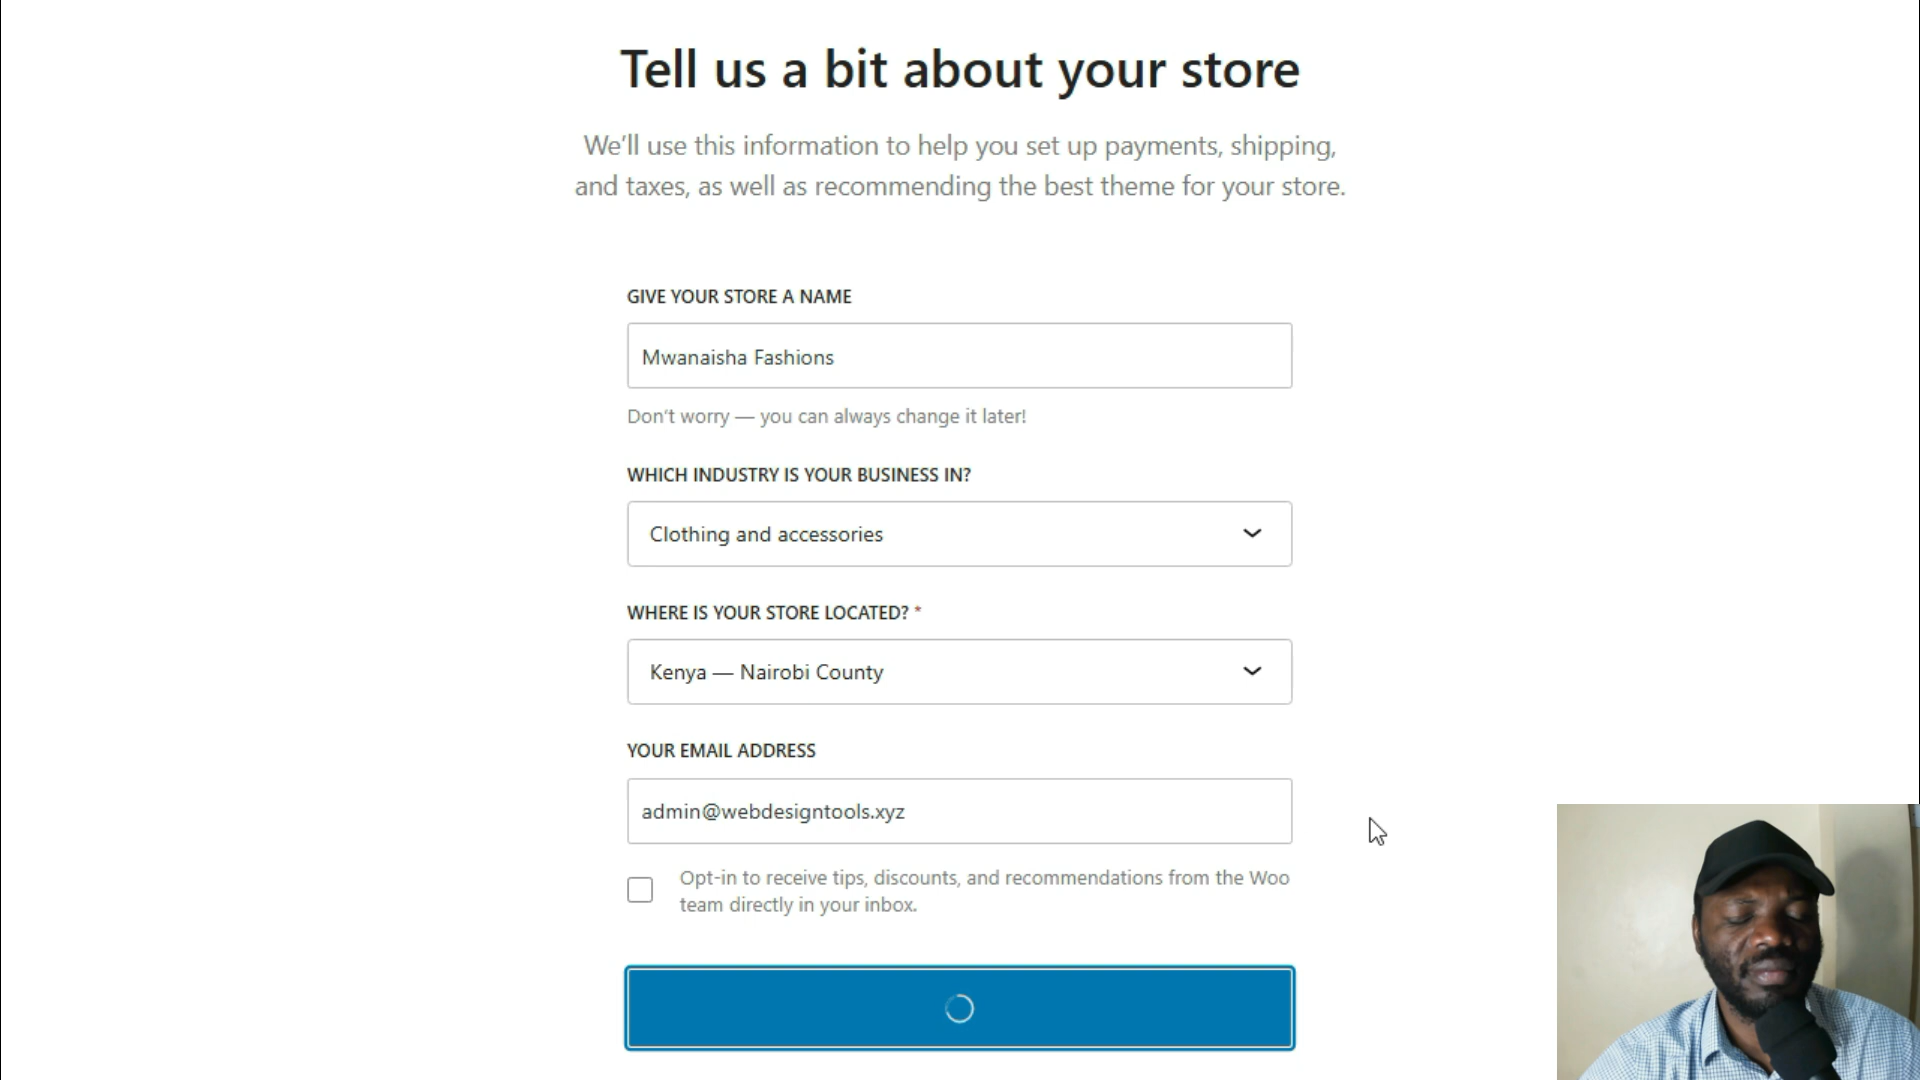 Tell us a bit about your store
We’ll use this information to help you set up payments, shipping,
and taxes, as well as recommending the best theme for your store.
GIVE YOUR STORE A NAME
Mwanaisha Fashions
Don’t worry — you can always change it later!
WHICH INDUSTRY IS YOUR BUSINESS IN?
Clothing and accessories
WHERE IS YOUR STORE LOCATED? *
Kenya — Nairobi County
YOUR EMAIL ADDRESS
admin@webdesigntools.xyz
Opt-in to receive tips, discounts, and recommendations from the Woo
team directly in your inbox.